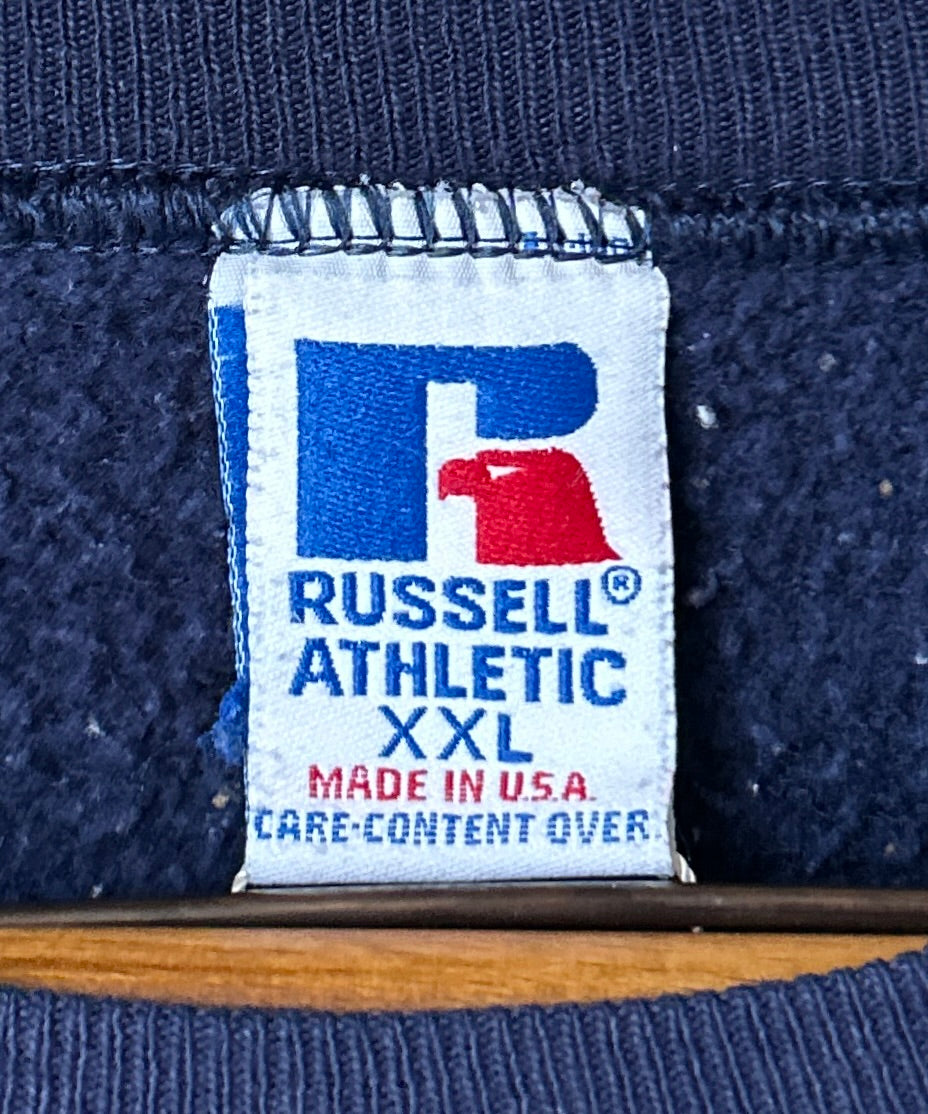 RUSSELL®
ATHLETIC
XXL
MADE IN U.S.A.
CARE-CONTENT OVER